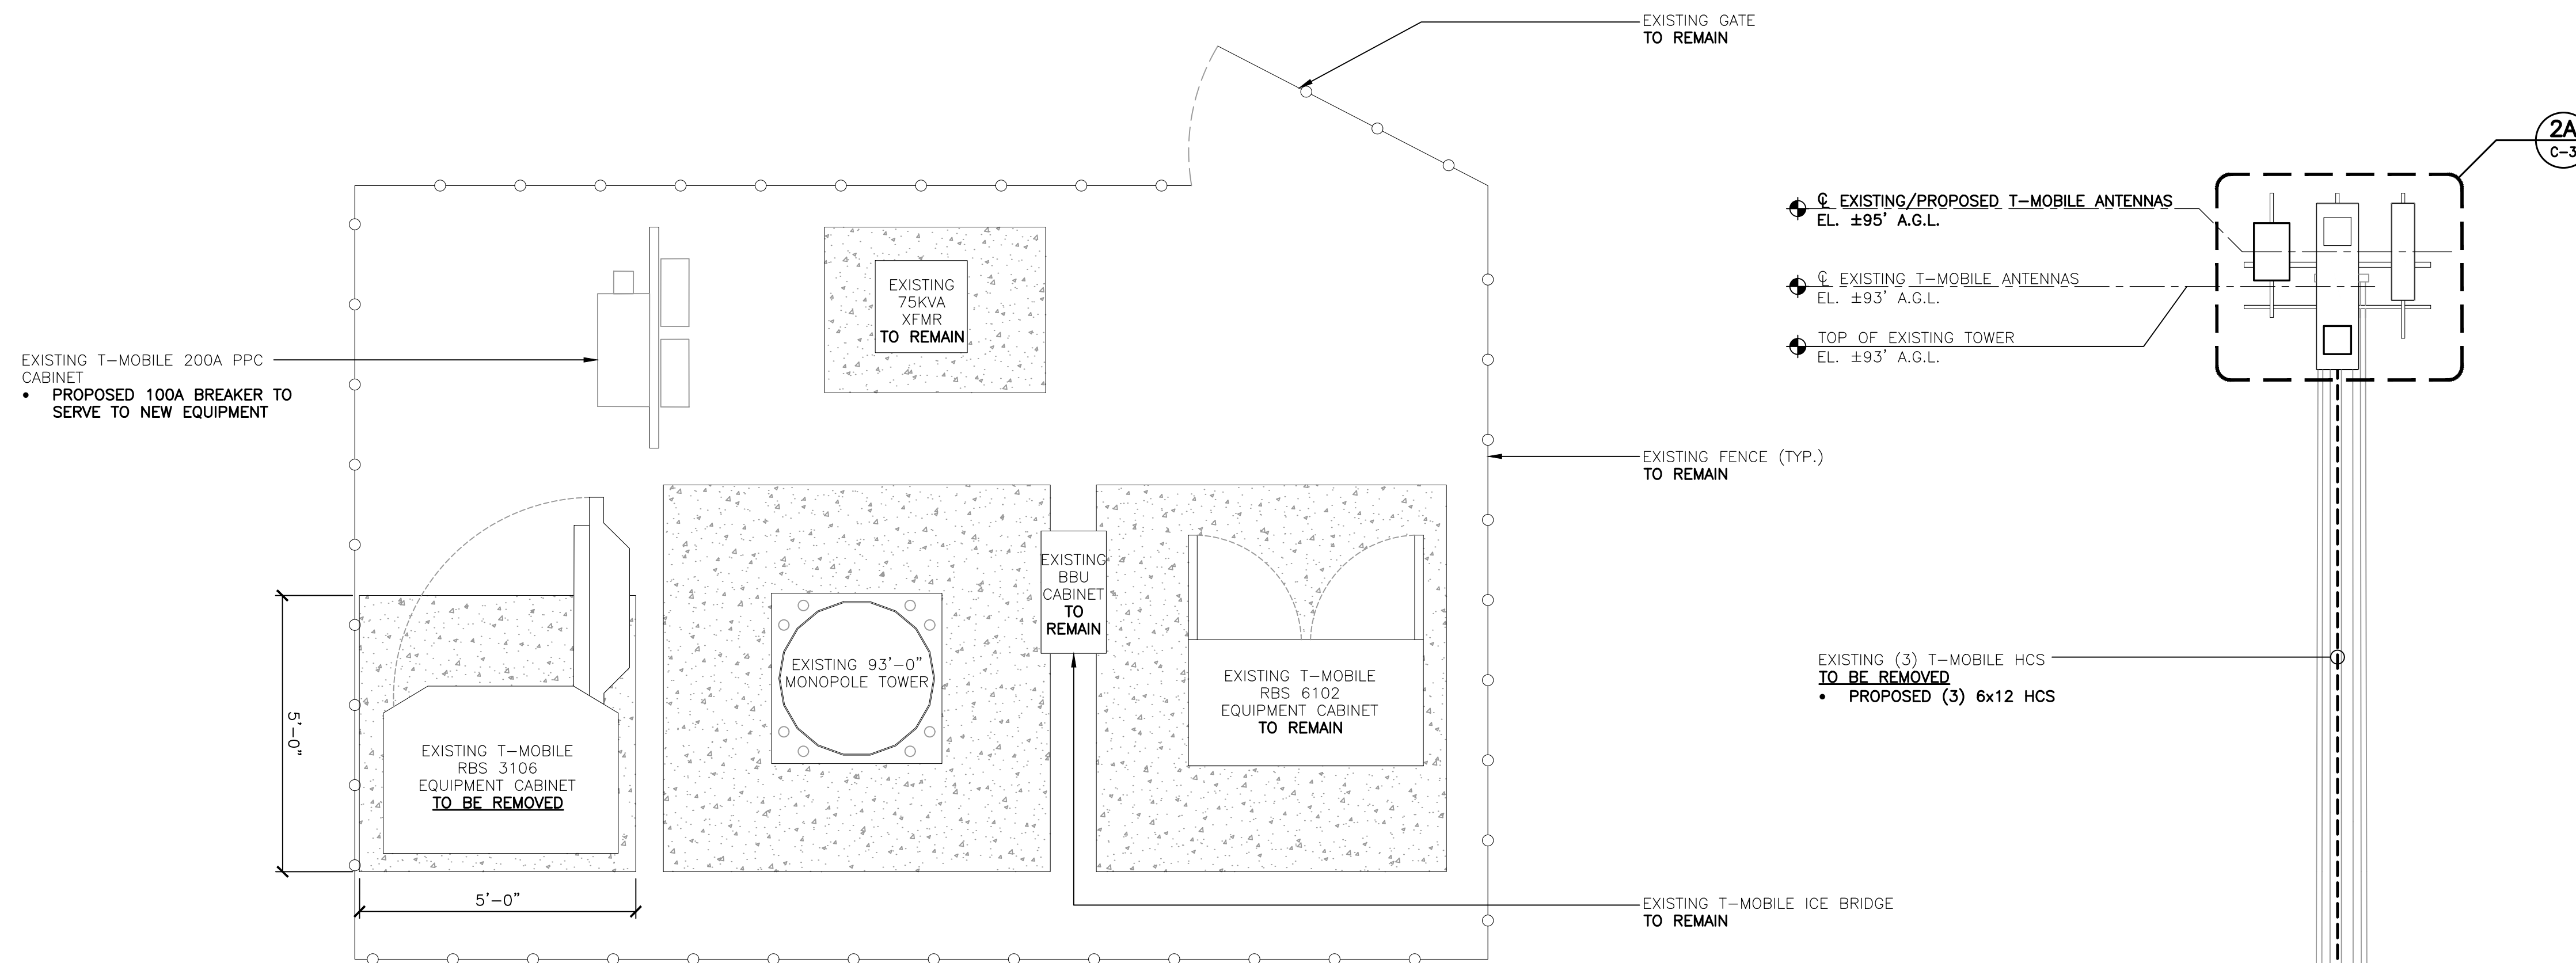 EXISTING GATE
TO REMAIN
2A
C-3
℄ EXISTING/PROPOSED T-MOBILE ANTENNAS
EL. ±95' A.G.L.
℄ EXISTING T-MOBILE ANTENNAS
EL. ±93' A.G.L.
TOP OF EXISTING TOWER
EL. ±93' A.G.L.
EXISTING
75KVA
XFMR
TO REMAIN
EXISTING T-MOBILE 200A PPC
CABINET
• PROPOSED 100A BREAKER TO
SERVE TO NEW EQUIPMENT
EXISTING FENCE (TYP.)
TO REMAIN
EXISTING
BBU
CABINET
TO
REMAIN
EXISTING 93'-0"
MONOPOLE TOWER
EXISTING T-MOBILE
RBS 6102
EQUIPMENT CABINET
TO REMAIN
EXISTING (3) T-MOBILE HCS
TO BE REMOVED
• PROPOSED (3) 6x12 HCS
5'-0"
EXISTING T-MOBILE
RBS 3106
EQUIPMENT CABINET
TO BE REMOVED
5'-0"
EXISTING T-MOBILE ICE BRIDGE
TO REMAIN